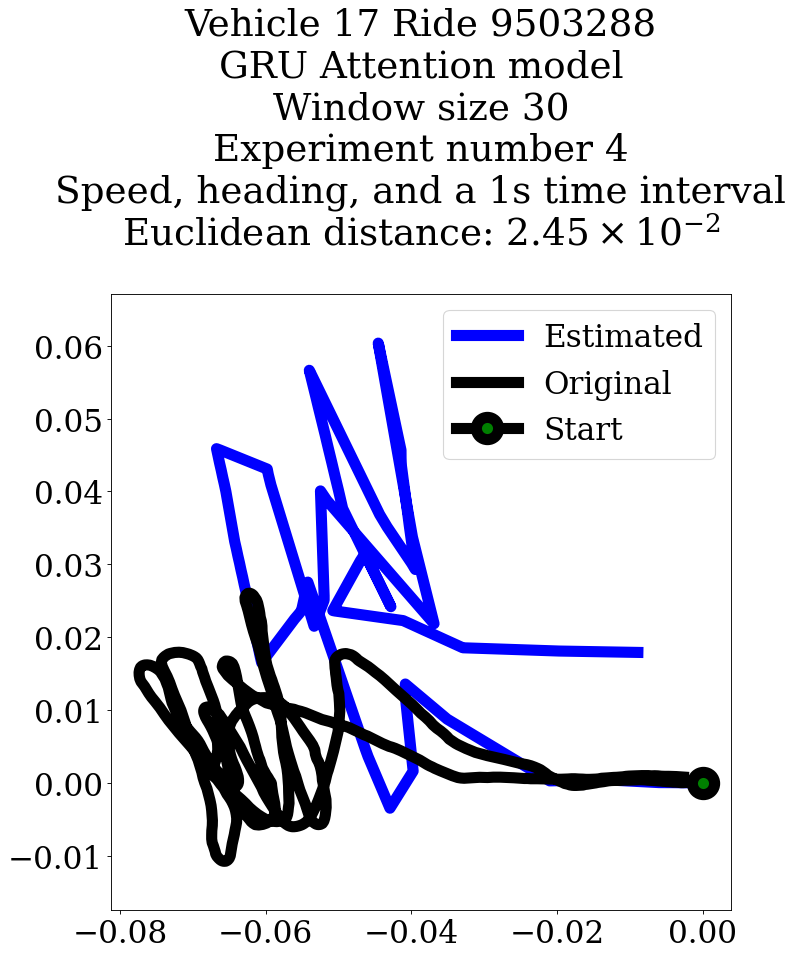 Vehicle 17 Ride 9503288
GRU Attention model
Window size 30
Experiment number 4
Speed, heading, and a 1s time interval
Euclidean distance: 2.45 × 10⁻²
Estimated
Original
Start
0.06
0.05
0.04
0.03
0.02
0.01
0.00
−0.01
−0.08 −0.06 −0.04 −0.02 0.00